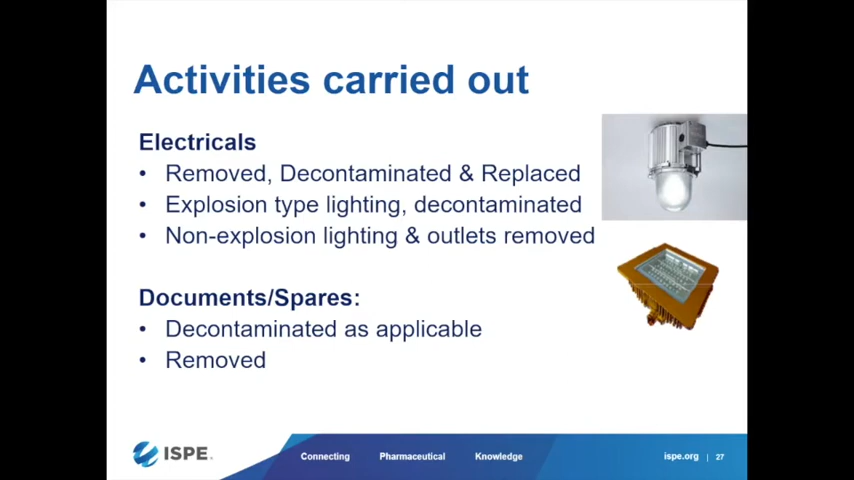 Activities carried out
Electricals
• Removed, Decontaminated & Replaced
• Explosion type lighting, decontaminated
• Non-explosion lighting & outlets removed
Documents/Spares:
• Decontaminated as applicable
• Removed
ISPE.
Connecting Pharmaceutical Knowledge
ispe.org | 27